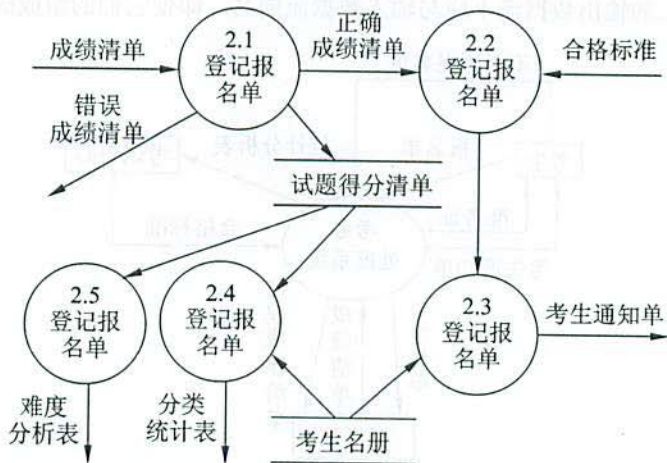 成绩清单
2.1
登记报
名单
正确
成绩清单
2.2
登记报
名单
合格标准
错误
成绩清单
试题得分清单
2.5
登记报
名单
2.4
登记报
名单
2.3
登记报
名单
考生通知单
难度
分析表
分类
统计表
考生名册